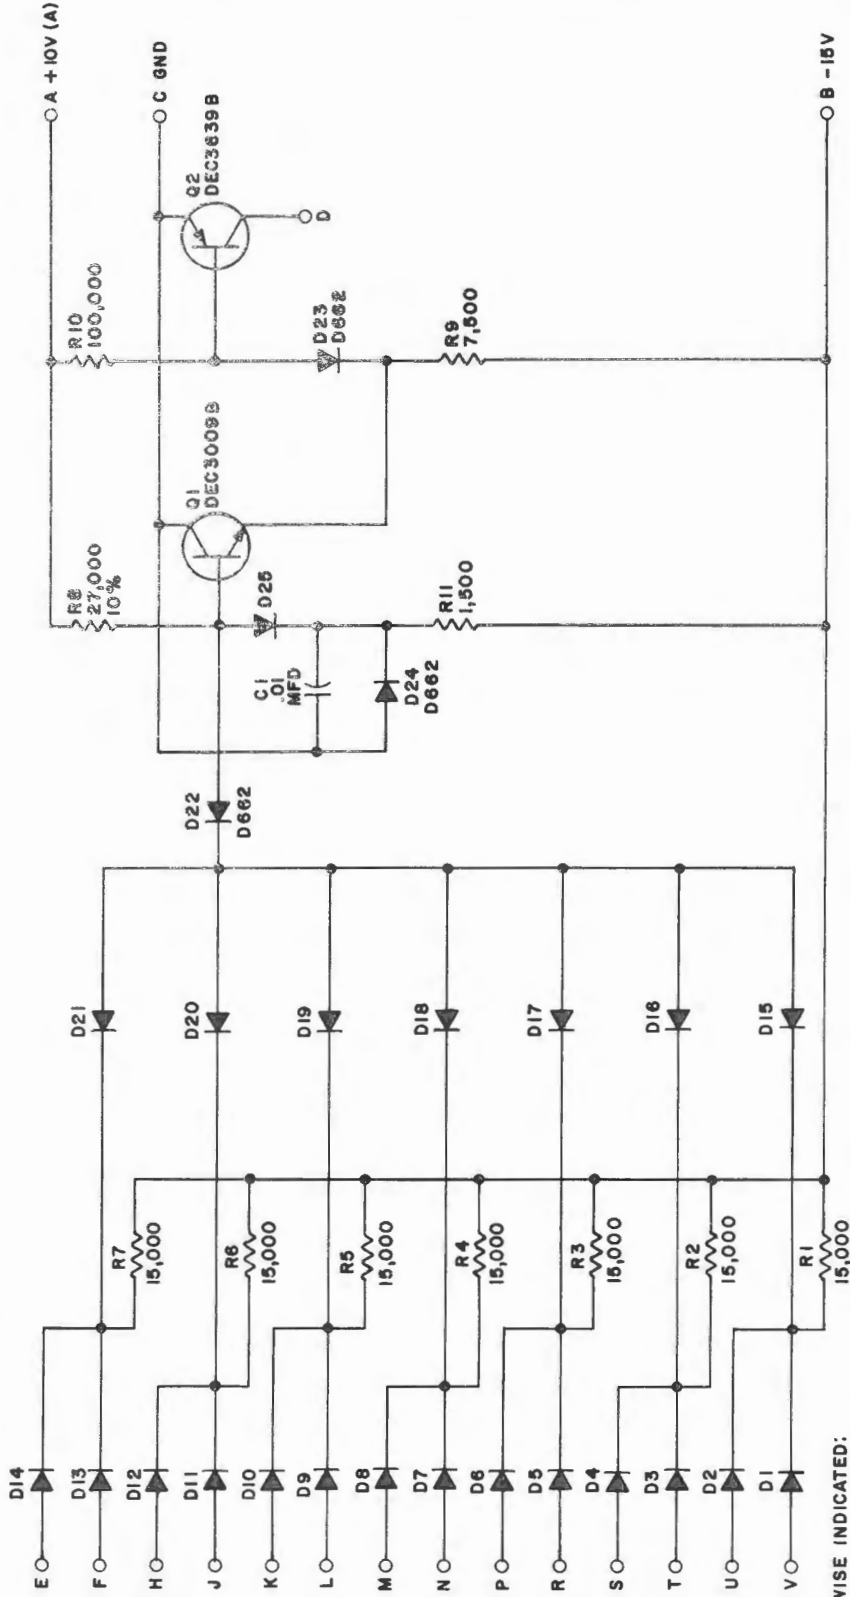 A +10V (A)
C GND
Q2
DEC3639B
D
R10
100,000
D23
D662
R9
7,500
B -15V
Q1
DEC3009B
R8
27,000
10%
D25
R11
1,500
C1
.01
MFD
D24
D662
D22
D662
D21
D20
D19
D18
D17
D16
D15
R7
15,000
R6
15,000
R5
15,000
R4
15,000
R3
15,000
R2
15,000
R1
15,000
D14
D13
D12
D11
D10
D9
D8
D7
D6
D5
D4
D3
D2
D1
E
F
H
J
K
L
M
N
P
R
S
T
U
V
WISE INDICATED: